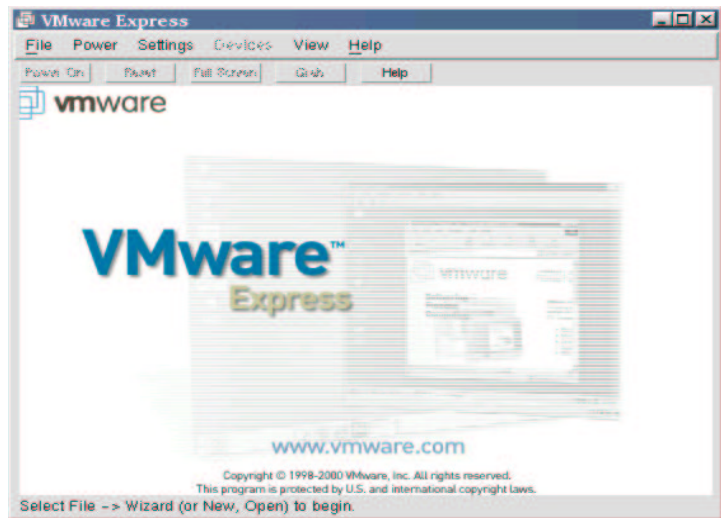 VMware Express
File Power Settings Devices View Help
Power On Reset Full Screen Grab Help
vmware
VMware™
Express
vmware
www.vmware.com
Copyright © 1998-2000 VMware, Inc. All rights reserved.
This program is protected by U.S. and international copyright laws.
Select File -> Wizard (or New, Open) to begin.